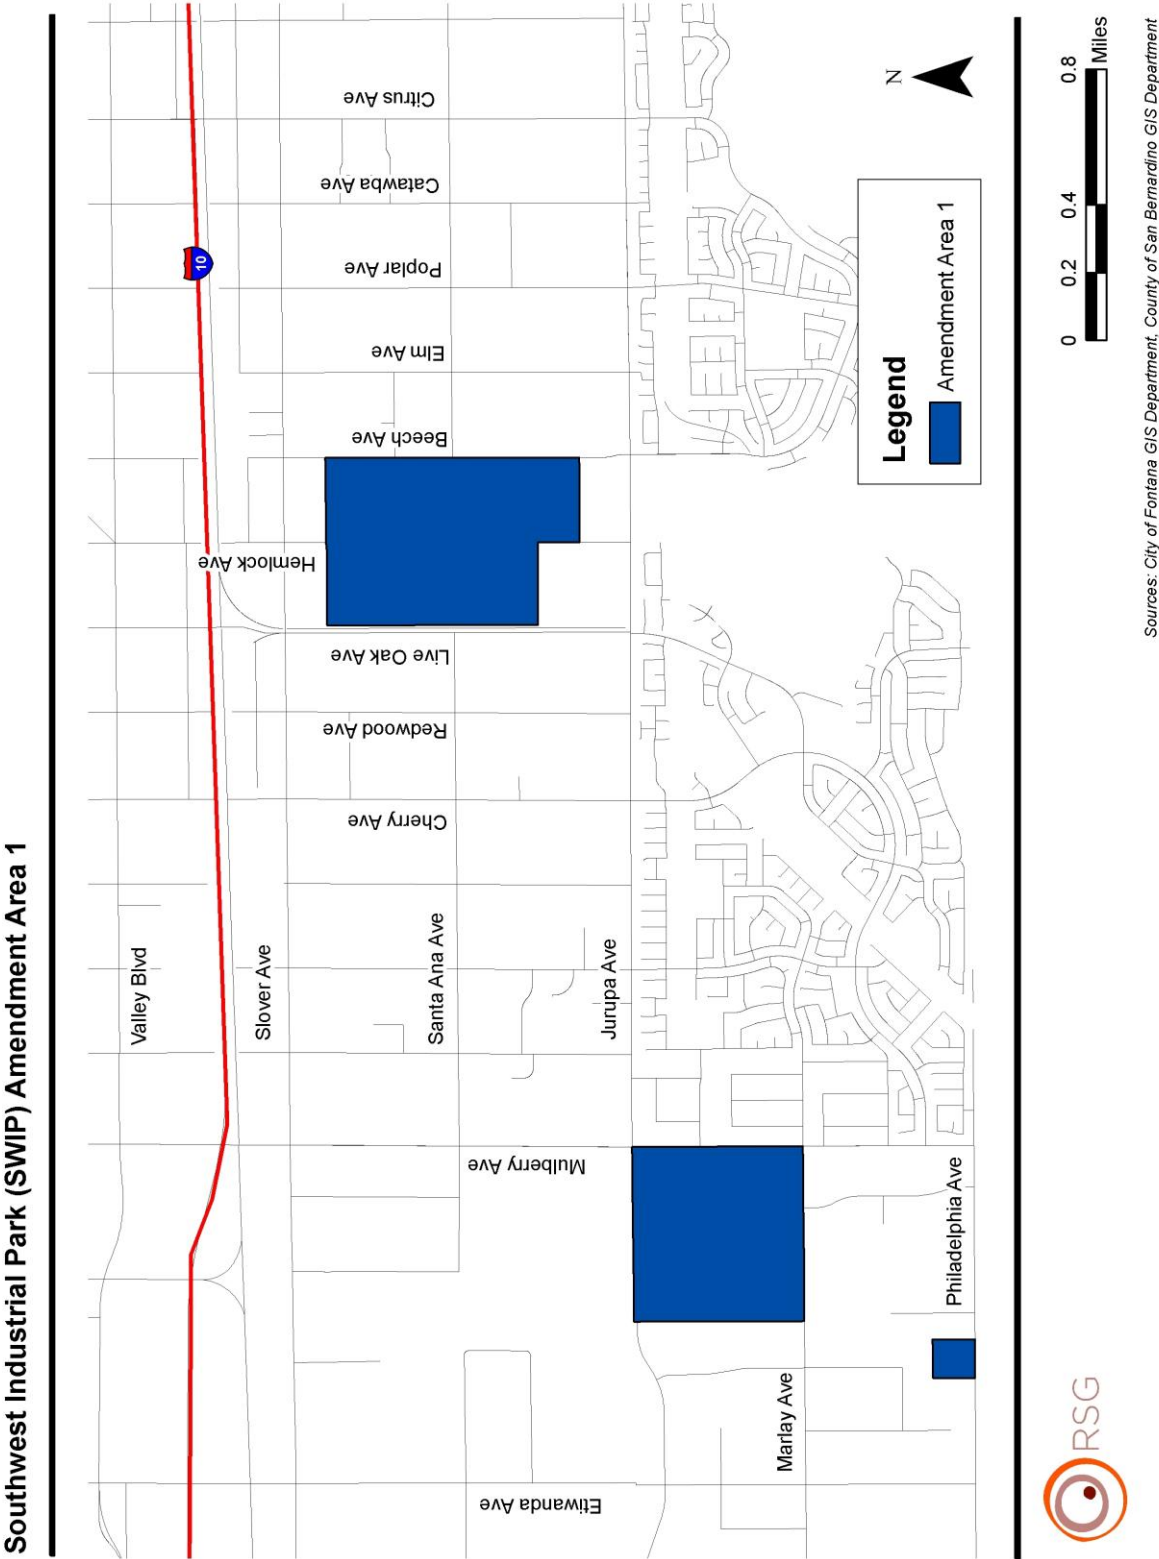 Southwest Industrial Park (SWIP) Amendment Area 1
Valley Blvd
10
Slover Ave
Santa Ana Ave
Jurupa Ave
Marlay Ave
Philadelphia Ave
Etiwanda Ave
Mulberry Ave
Cherry Ave
Redwood Ave
Live Oak Ave
Hemlock Ave
Beech Ave
Elm Ave
Poplar Ave
Catawba Ave
Citrus Ave
N
Legend
Amendment Area 1
RSG
0 0.2 0.4 0.8
Miles
Sources: City of Fontana GIS Department, County of San Bernardino GIS Department